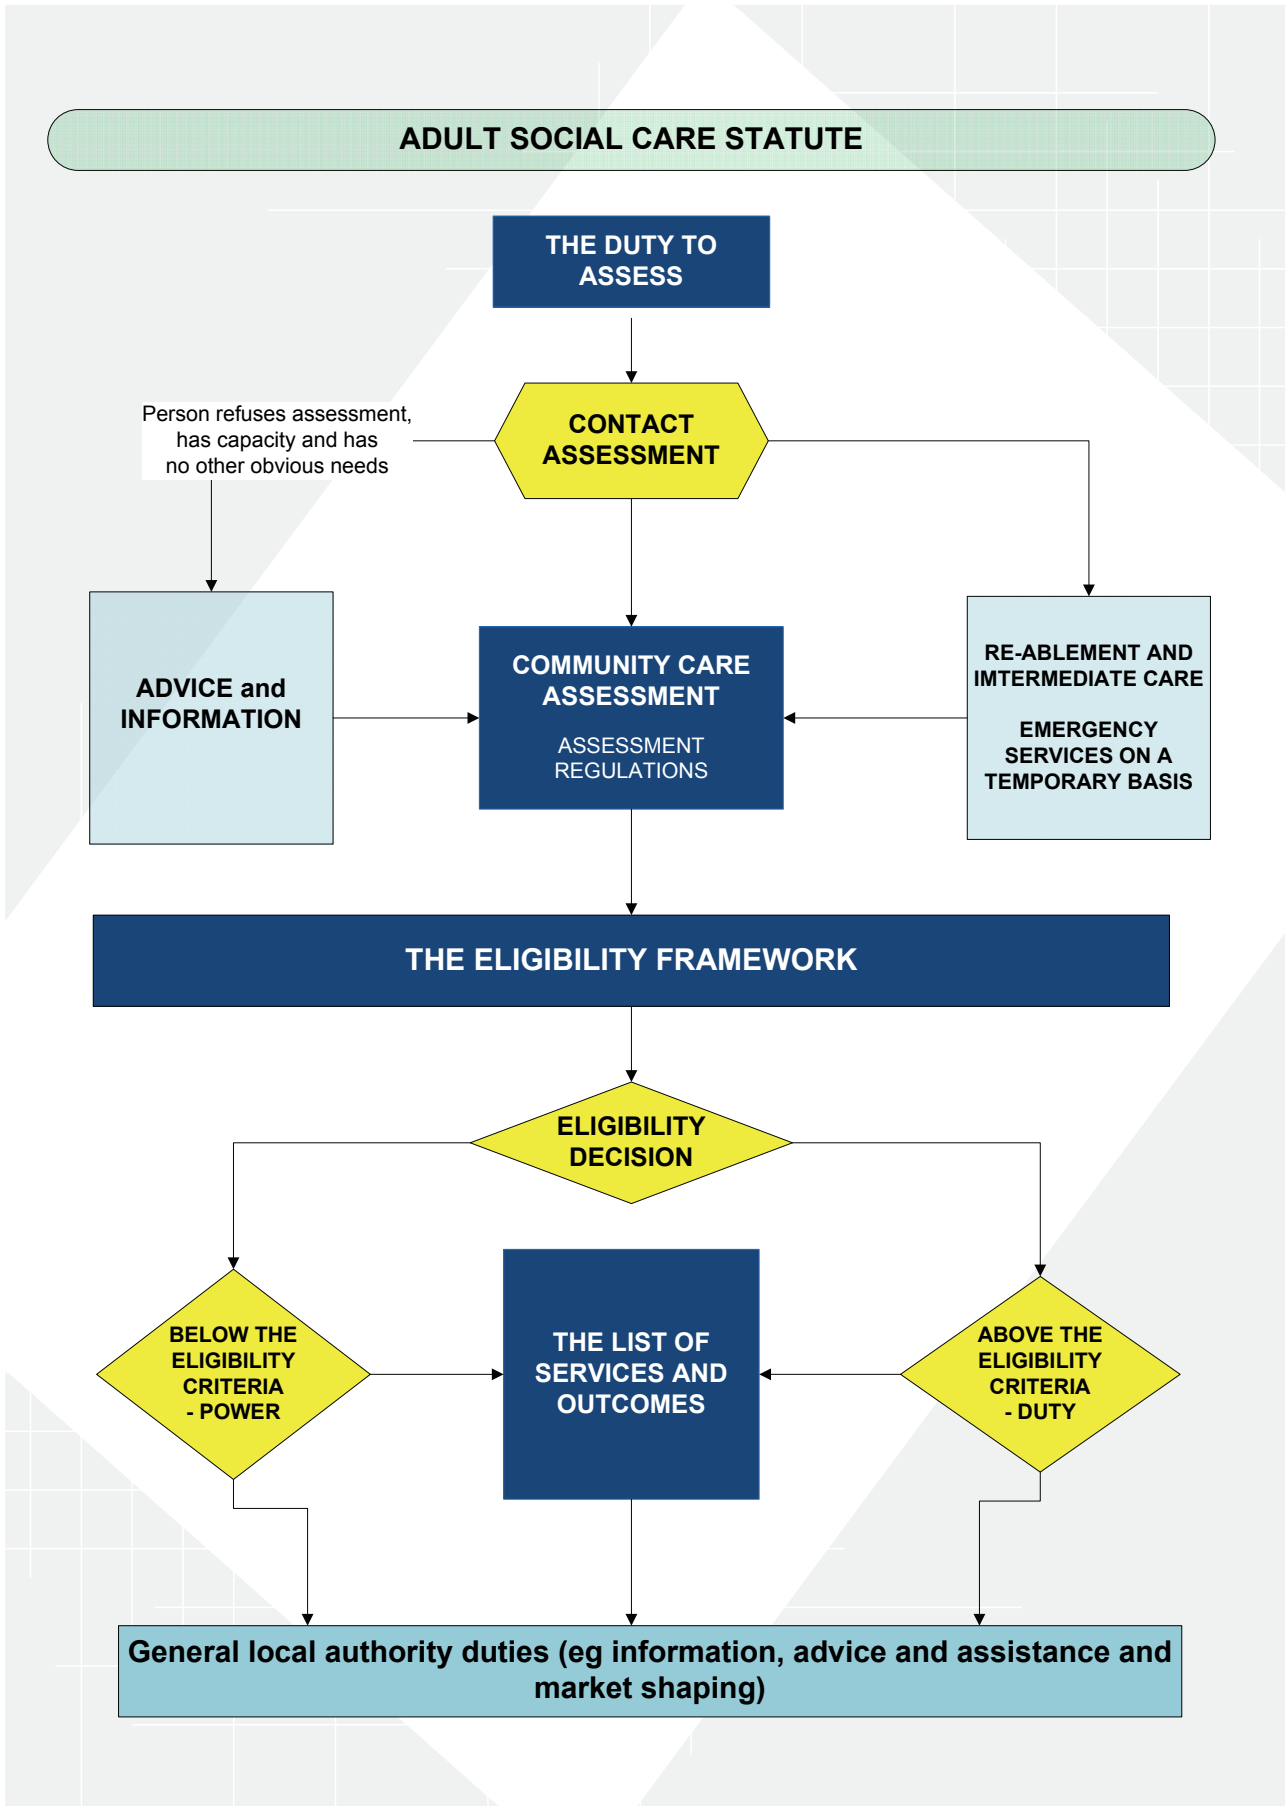 ADULT SOCIAL CARE STATUTE
THE DUTY TO
ASSESS
Person refuses assessment,
has capacity and has
no other obvious needs
CONTACT
ASSESSMENT
ADVICE and
INFORMATION
COMMUNITY CARE
ASSESSMENT
ASSESSMENT
REGULATIONS
RE-ABLEMENT AND
IMTERMEDIATE CARE
EMERGENCY
SERVICES ON A
TEMPORARY BASIS
THE ELIGIBILITY FRAMEWORK
ELIGIBILITY
DECISION
BELOW THE
ELIGIBILITY
CRITERIA
- POWER
THE LIST OF
SERVICES AND
OUTCOMES
ABOVE THE
ELIGIBILITY
CRITERIA
- DUTY
General local authority duties (eg information, advice and assistance and
market shaping)